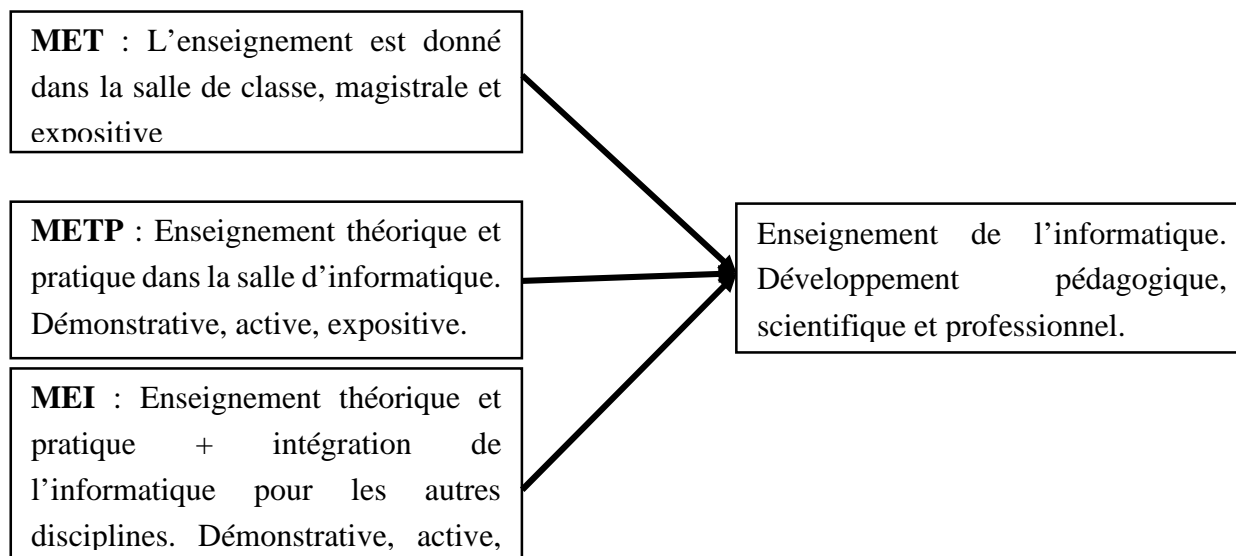 MET : L’enseignement est donné
dans la salle de classe, magistrale et
expositive
METP : Enseignement théorique et
pratique dans la salle d’informatique.
Démonstrative, active, expositive.
MEI : Enseignement théorique et
pratique + intégration de
l’informatique pour les autres
disciplines. Démonstrative, active,
Enseignement de l’informatique.
Développement pédagogique,
scientifique et professionnel.